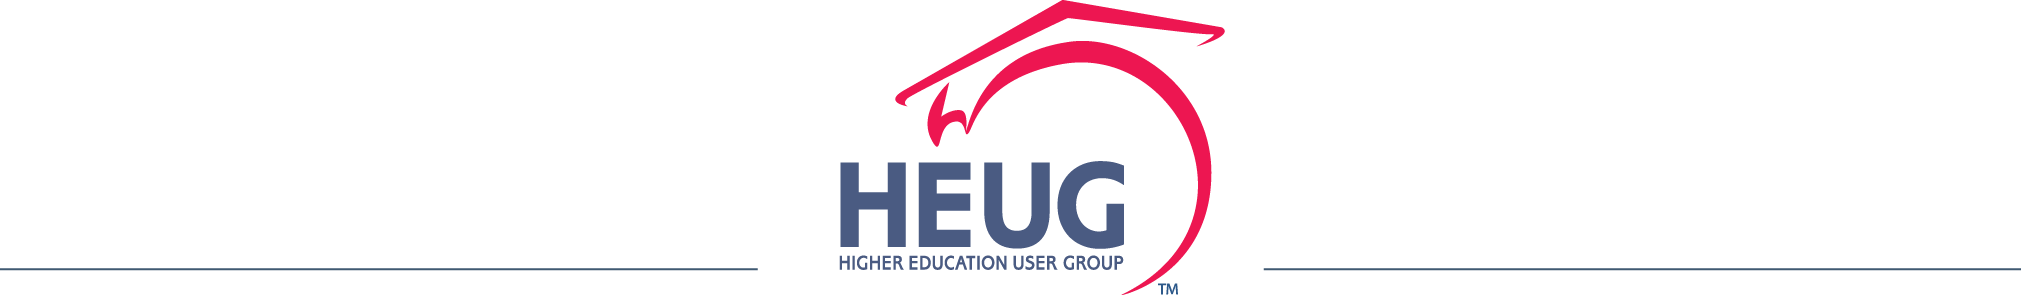 HEUG
HIGHER EDUCATION USER GROUP
TM